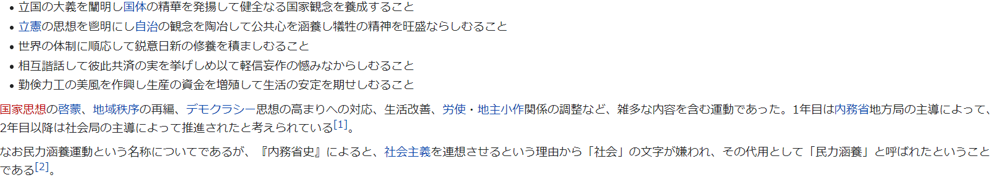 • 立国の大義を闡明し国体の精華を発揚して健全なる国家観念を養成すること
• 立憲の思想を鬯明にし自治の観念を陶冶して公共心を涵養し犠牲の精神を旺盛ならしむること
• 世界の体制に順応して鋭意日新の修養を積ましむること
• 相互諧話して彼此共済の実を挙げしめ以て軽信妄作の憾みなからしむること
• 勤倹力工の美風を作興し生産の資金を増殖して生活の安定を期せしむること
国家思想の啓蒙、地域秩序の再編、デモクラシー思想の高まりへの対応、生活改善、労使・地主小作関係の調整など、雑多な内容を含む運動であった。1年目は内務省地方局の主導によって、
2年目以降は社会局の主導によって推進されたと考えられている[1]。
なお民力涵養運動という名称についてであるが、『内務省史』によると、社会主義を連想させるという理由から「社会」の文字が嫌われ、その代用として「民力涵養」と呼ばれたということ
である[2]。